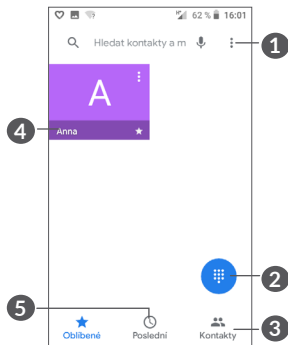 62 % 16:01
Hledat kontakty a m
1
A
4
Anna
2
5
3
Oblíbené Poslední Kontakty